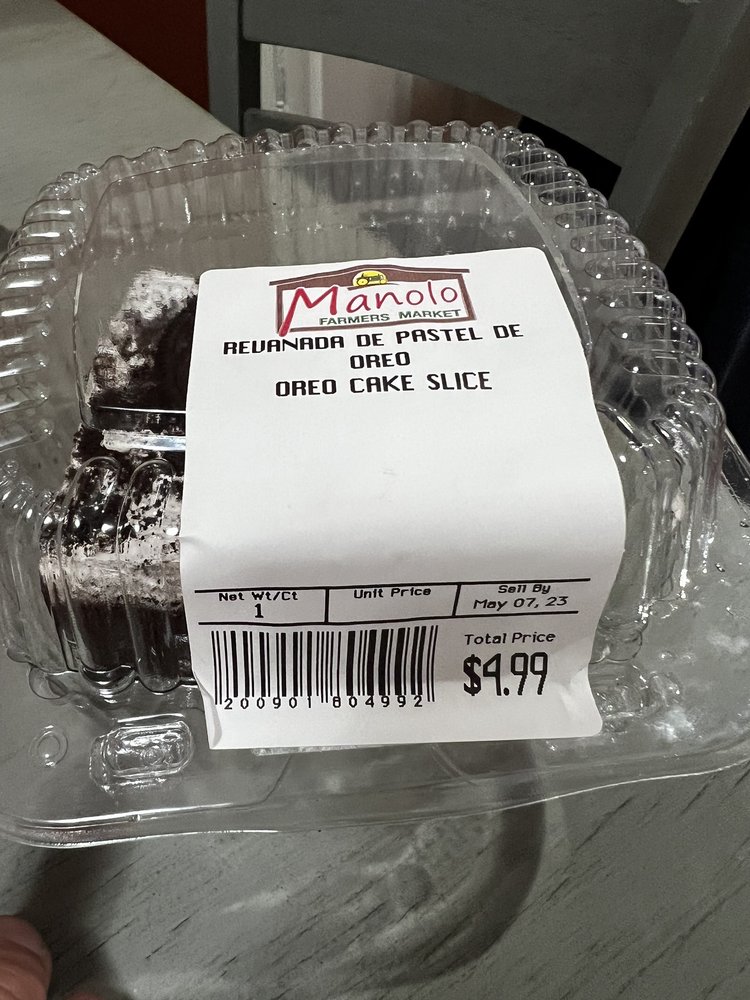 Manolo
FARMERS MARKET
REVANADA DE PASTEL DE
OREO
OREO CAKE SLICE
Net Wt/Ct
1
Unit Price
Sell By
May 07, 23
Total Price
$4.99
200901 804992